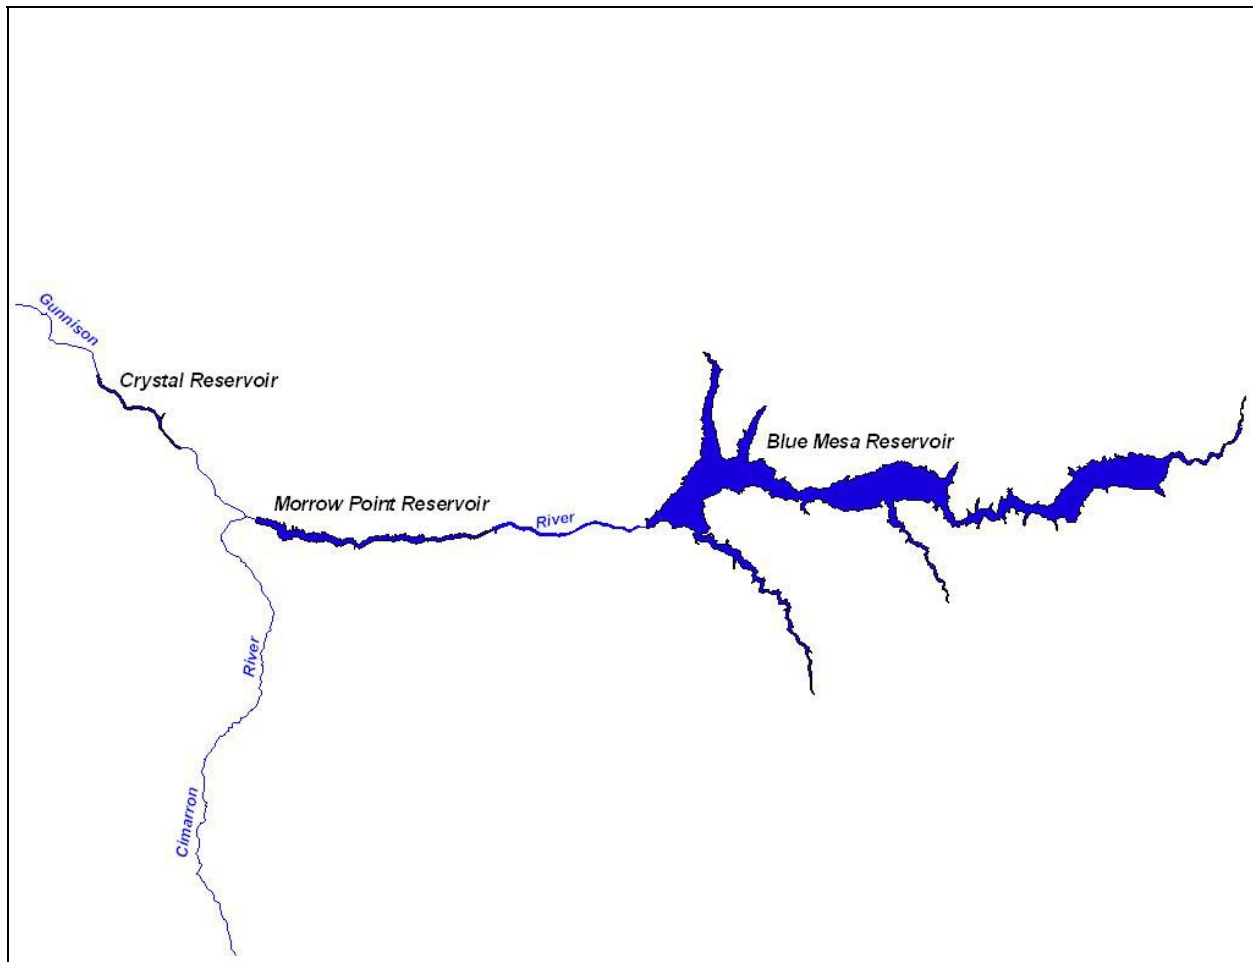 Gunnison
Crystal Reservoir
Blue Mesa Reservoir
Morrow Point Reservoir
River
River
Cimarron